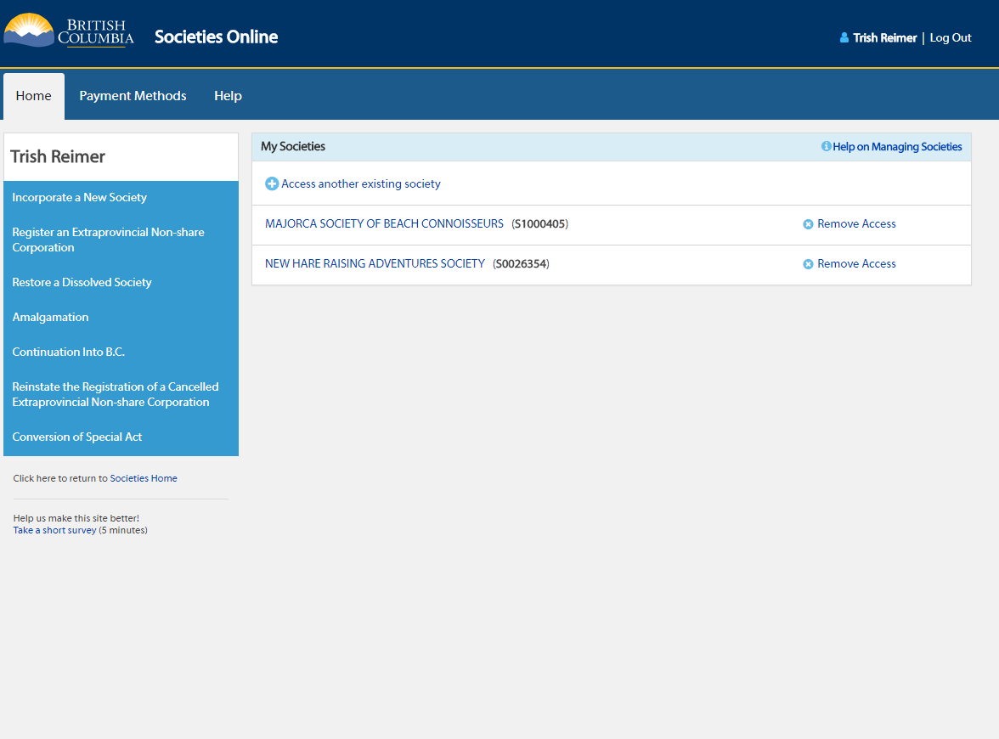 BRITISH
COLUMBIA
Societies Online
Trish Reimer | Log Out
Home
Payment Methods
Help
Trish Reimer
Incorporate a New Society
Register an Extraprovincial Non-share
Corporation
Restore a Dissolved Society
Amalgamation
Continuation Into B.C.
Reinstate the Registration of a Cancelled
Extraprovincial Non-share Corporation
Conversion of Special Act
Click here to return to Societies Home
Help us make this site better!
Take a short survey (5 minutes)
My Societies
Help on Managing Societies
Access another existing society
MAJORCA SOCIETY OF BEACH CONNOISSEURS (S1000405)
Remove Access
NEW HARE RAISING ADVENTURES SOCIETY (S0026354)
Remove Access